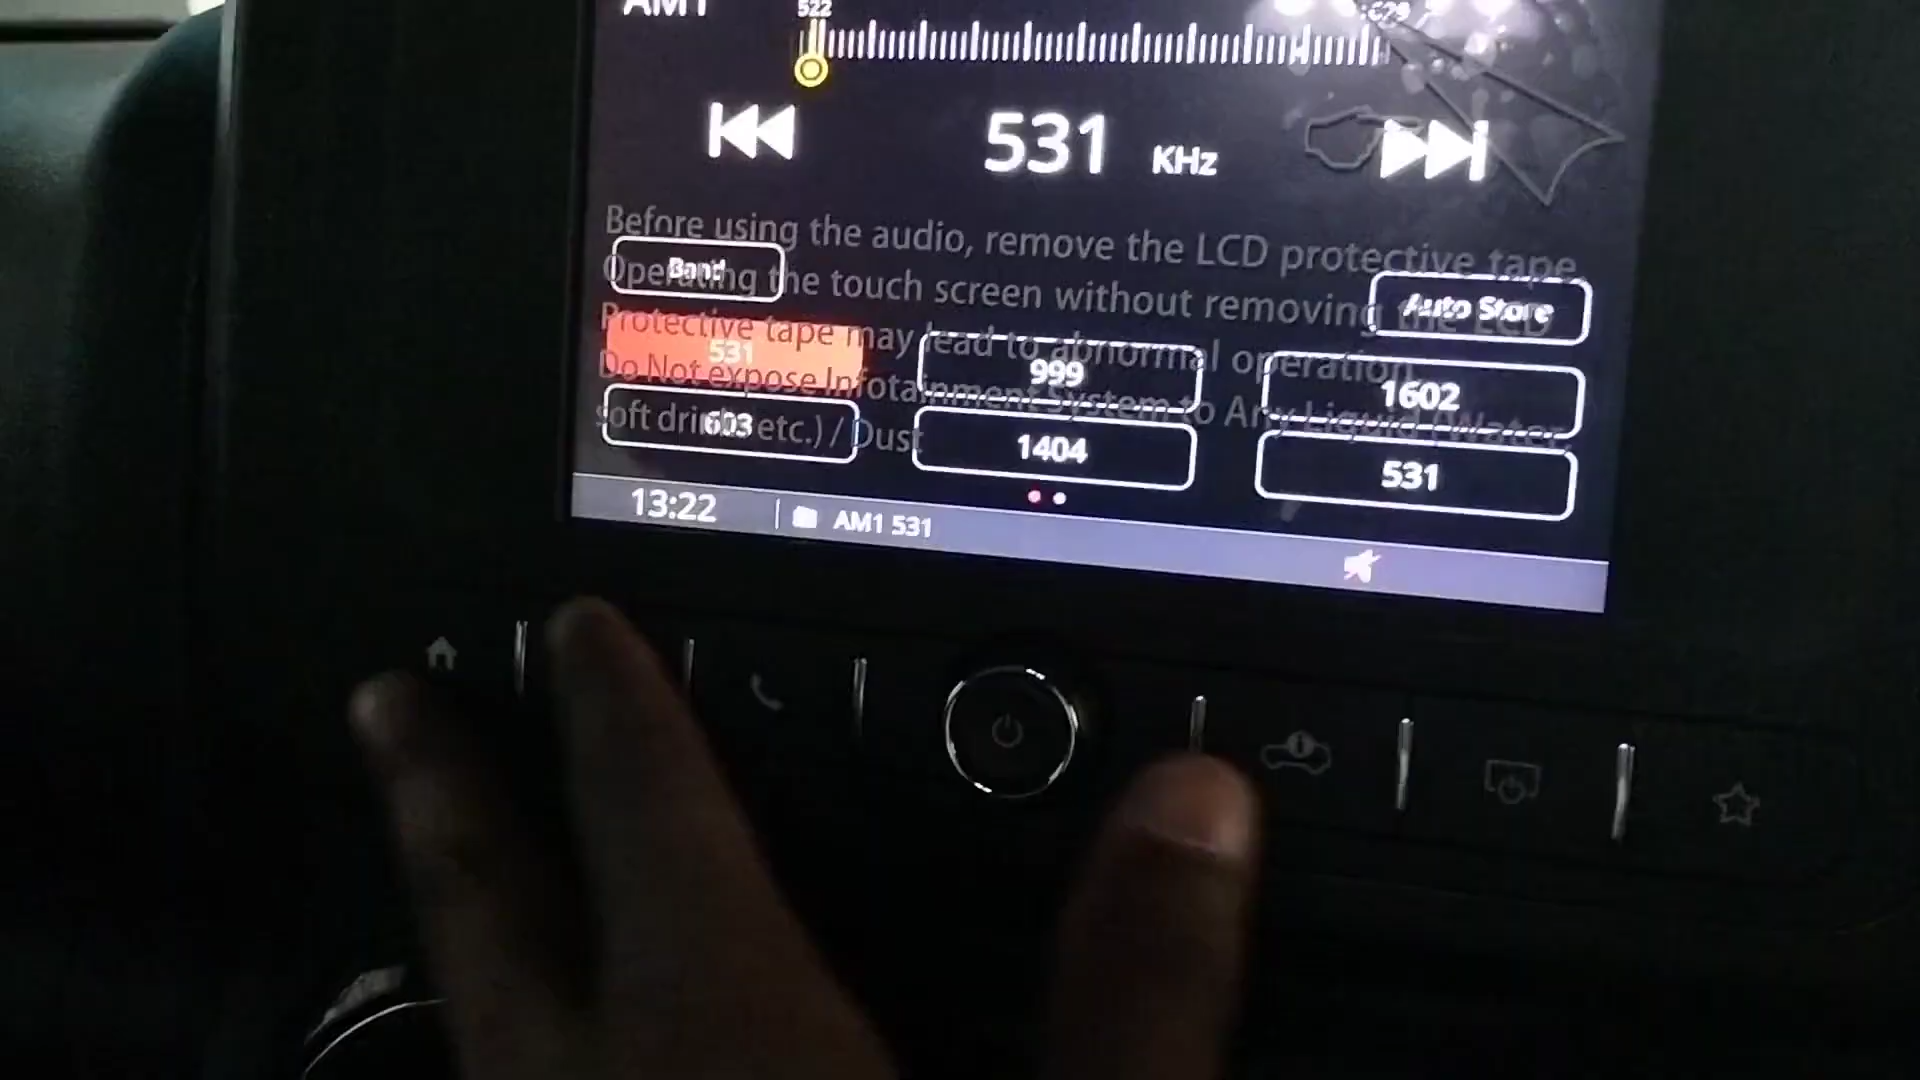 AM1
522
531 KHz
Before using the audio, remove the LCD protective tape.
Band
Operating the touch screen without removing the LCD
Auto Store
Protective tape may lead to abnormal operation.
531
999
1602
Do Not expose Infotainment System to Any Liquid (Water,
soft drink etc.) / Dust
603
1404
531
13:22
AM1 531